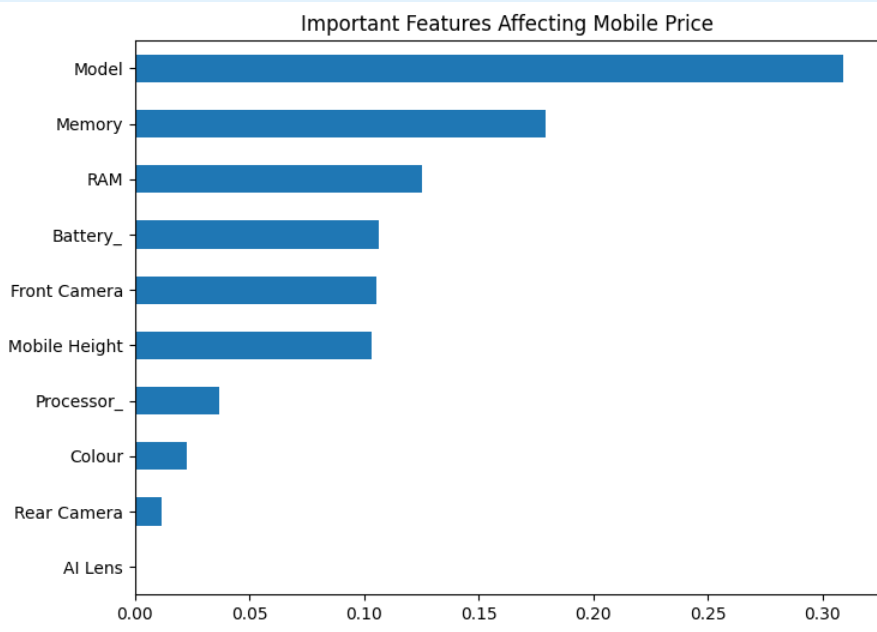 Important Features Affecting Mobile Price
Model
Memory
RAM
Battery_
Front Camera
Mobile Height
Processor_
Colour
Rear Camera
AI Lens
0.00 0.05 0.10 0.15 0.20 0.25 0.30